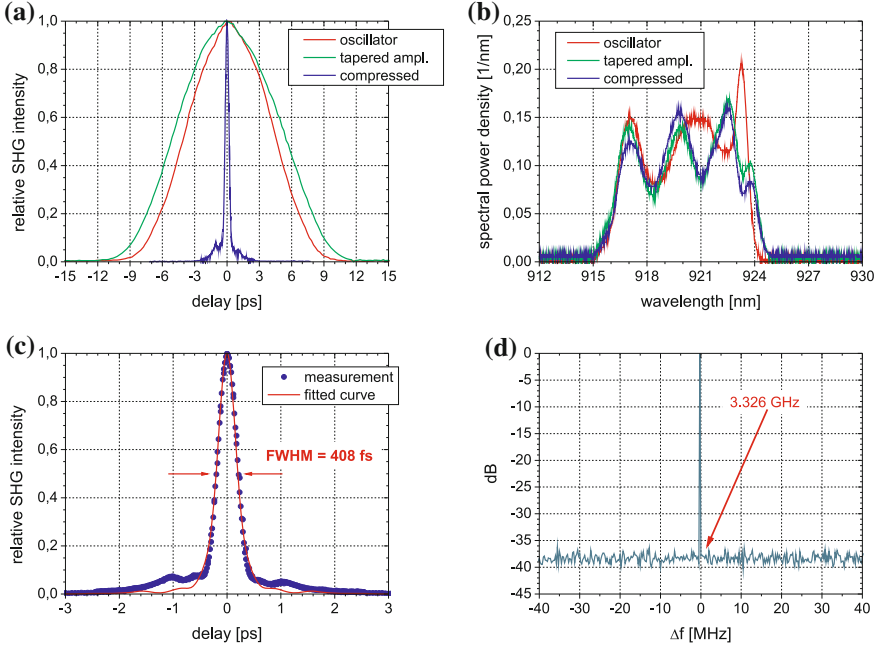 (a)
relative SHG intensity
1,0
0,8
0,6
0,4
0,2
0,0
oscillator
tapered ampl.
compressed
-15 -12 -9 -6 -3 0 3 6 9 12 15
delay [ps]
(b)
spectral power density [1/nm]
0,25
0,20
0,15
0,10
0,05
0,00
oscillator
tapered ampl.
compressed
912 915 918 921 924 927 930
wavelength [nm]
(c)
relative SHG intensity
1,0
0,8
0,6
0,4
0,2
0,0
measurement
fitted curve
FWHM = 408 fs
-3 -2 -1 0 1 2 3
delay [ps]
(d)
dB
0
-5
-10
-15
-20
-25
-30
-35
-40
-45
3.326 GHz
-40 -30 -20 -10 0 10 20 30 40
Δf [MHz]